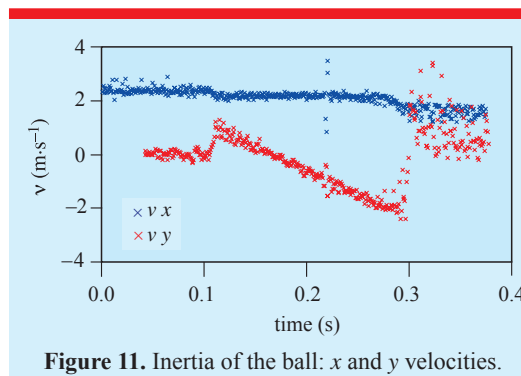 4
2
0
−2
−4
v (m·s⁻¹)
v x
v y
0.0 0.1 0.2 0.3 0.4
time (s)
Figure 11. Inertia of the ball: x and y velocities.